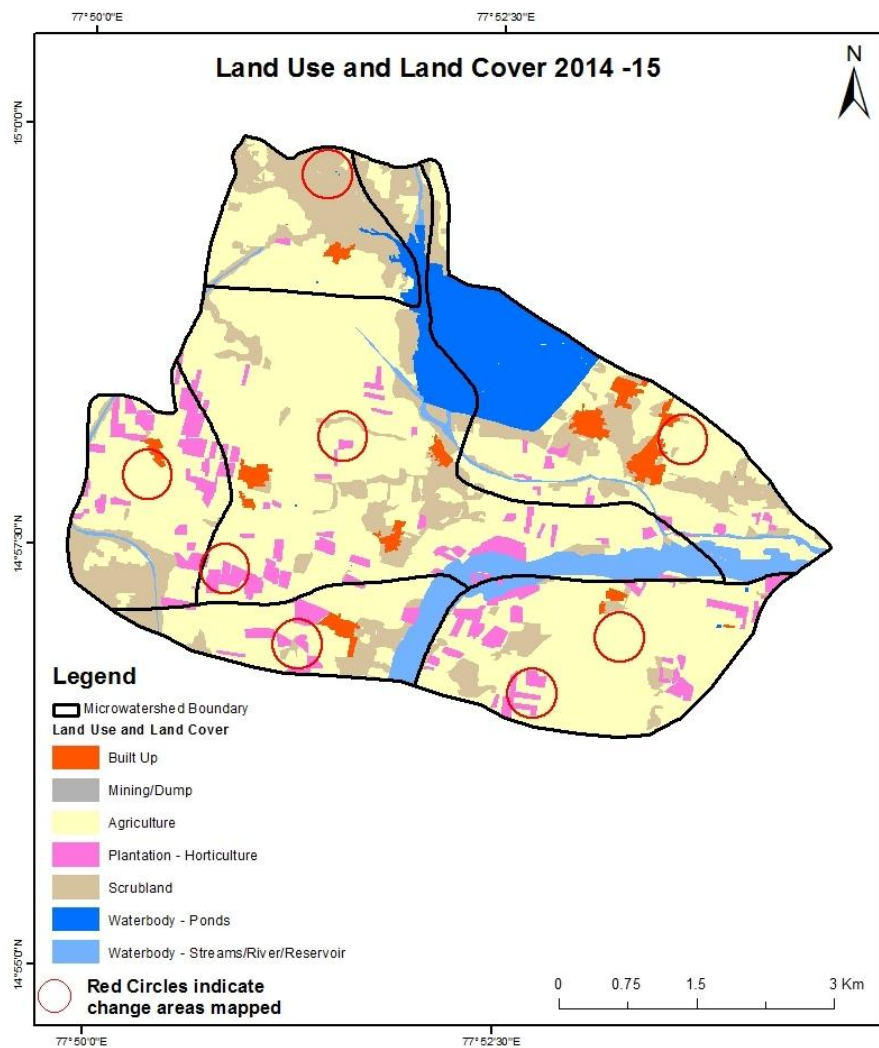 77°50'0"E
77°52'30"E
Land Use and Land Cover 2014 -15
N
15°0'0"N
14°57'30"N
14°55'0"N
Legend
Microwatershed Boundary
Land Use and Land Cover
Built Up
Mining/Dump
Agriculture
Plantation - Horticulture
Scrubland
Waterbody - Ponds
Waterbody - Streams/River/Reservoir
Red Circles indicate
change areas mapped
0 0.75 1.5 3 Km
77°50'0"E
77°52'30"E